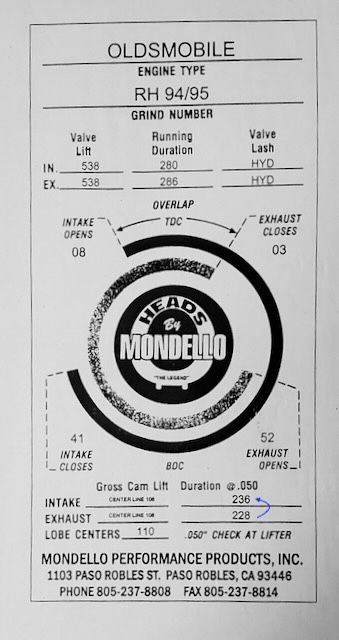 OLDSMOBILE
ENGINE TYPE
RH 94/95
GRIND NUMBER
Valve Lift Running Duration Valve Lash
IN. 538 280 HYD
EX. 538 286 HYD
OVERLAP
INTAKE OPENS TDC EXHAUST CLOSES
08 03
HEADS
By
MONDELLO
"THE LEGEND"
41 52
INTAKE CLOSES BDC EXHAUST OPENS
Gross Cam Lift Duration @ .050
INTAKE CENTER LINE 106 236
EXHAUST CENTER LINE 106 228
LOBE CENTERS 110 .050" CHECK AT LIFTER
MONDELLO PERFORMANCE PRODUCTS, INC.
1103 PASO ROBLES ST. PASO ROBLES, CA 93446
PHONE 805-237-8808 FAX 805-237-8814